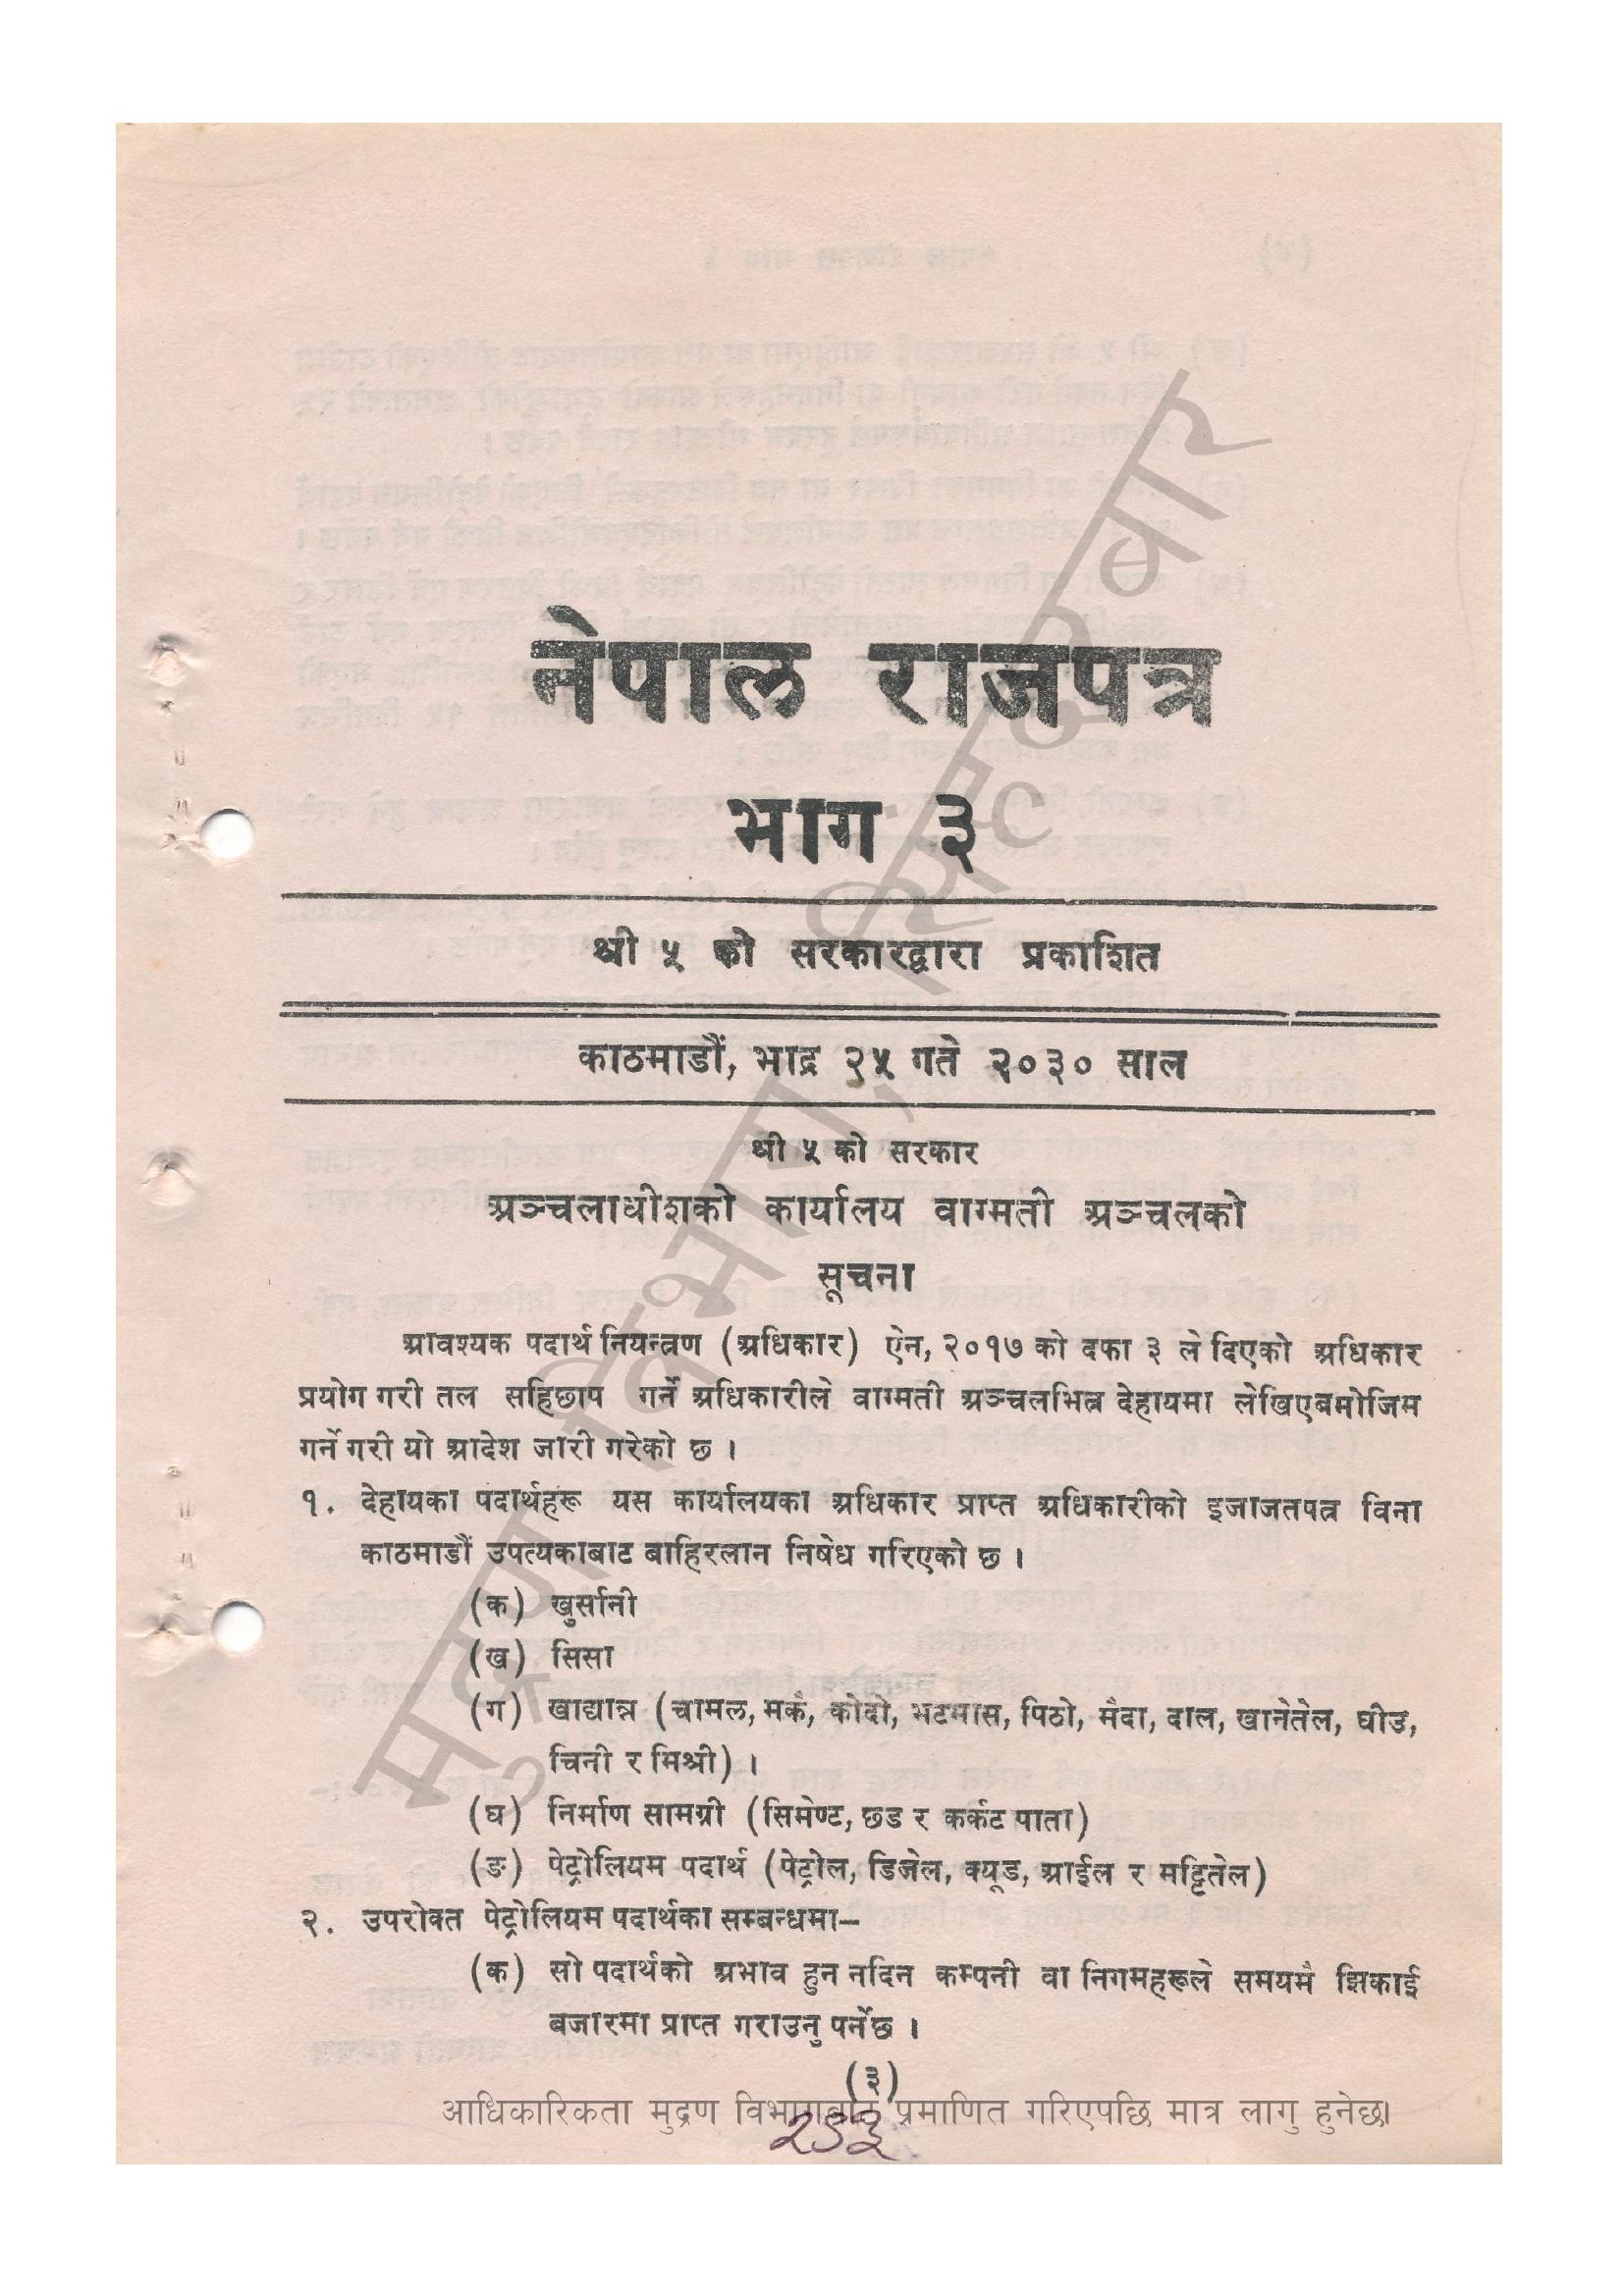 नेपाल राजपत्र
भाग ३
श्री ५ को सरकारद्वारा प्रकाशित
काठमाडौं, भाद्र २५ गते २०३० साल
श्री ५ को सरकार
अञ्चलाधीशको कार्यालय वाग्मती अञ्चलको
सूचना
आवश्यक पदार्थ नियन्त्रण (अधिकार) ऐन, २०१७ को दफा ३ ले दिएको अधिकार
प्रयोग गरी तल सहिछाप गर्ने अधिकारीले वाग्मती अञ्चलभित्र देहायमा लेखिएबमोजिम
गर्ने गरी यो आदेश जारी गरेको छ ।
१. देहायका पदार्थहरू यस कार्यालयका अधिकार प्राप्त अधिकारीको इजाजतपत्र विना
काठमाडौं उपत्यकाबाट बाहिरलान निषेध गरिएको छ ।
(क) खुर्सानी
(ख) सिसा
(ग) खाद्यान्न (चामल, मकै, कोदो, भटमास, पिठो, मैदा, दाल, खानेतेल, घीउ,
चिनी र मिश्री) ।
(घ) निर्माण सामग्री (सिमेण्ट, छड र कर्कट पाता)
(ङ) पेट्रोलियम पदार्थ (पेट्रोल, डिजेल, क्यूड, आईल र मट्टितेल)
२. उपरोक्त पेट्रोलियम पदार्थका सम्बन्धमा–
(क) सो पदार्थको अभाव हुन नदिन कम्पनी वा निगमहरूले समयमै झिकाई
बजारमा प्राप्त गराउनु पर्नेछ ।
(३)
आधिकारिकता मुद्रण विभागबाट प्रमाणित गरिएपछि मात्र लागु हुनेछ।
मुद्रण विभाग, सिंहदरबार